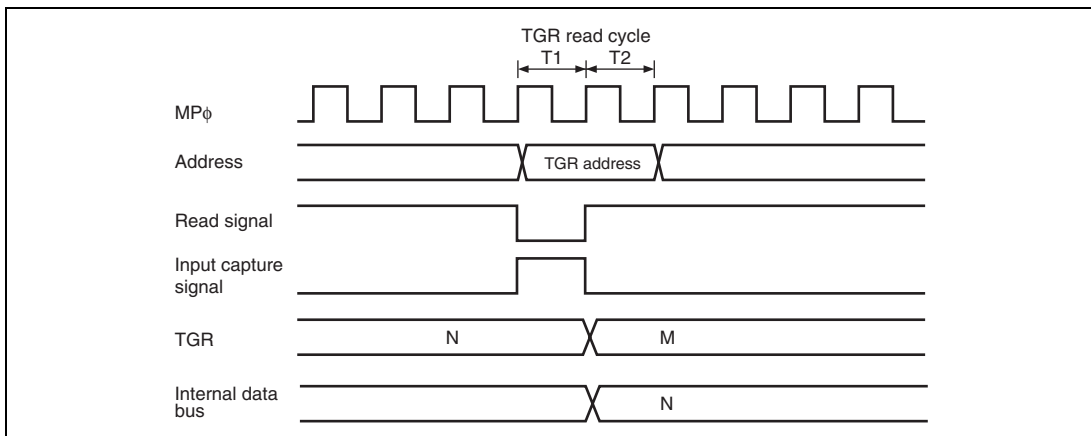 TGR read cycle
T1 T2
MPϕ
Address
TGR address
Read signal
Input capture
signal
TGR
N
M
Internal data
bus
N